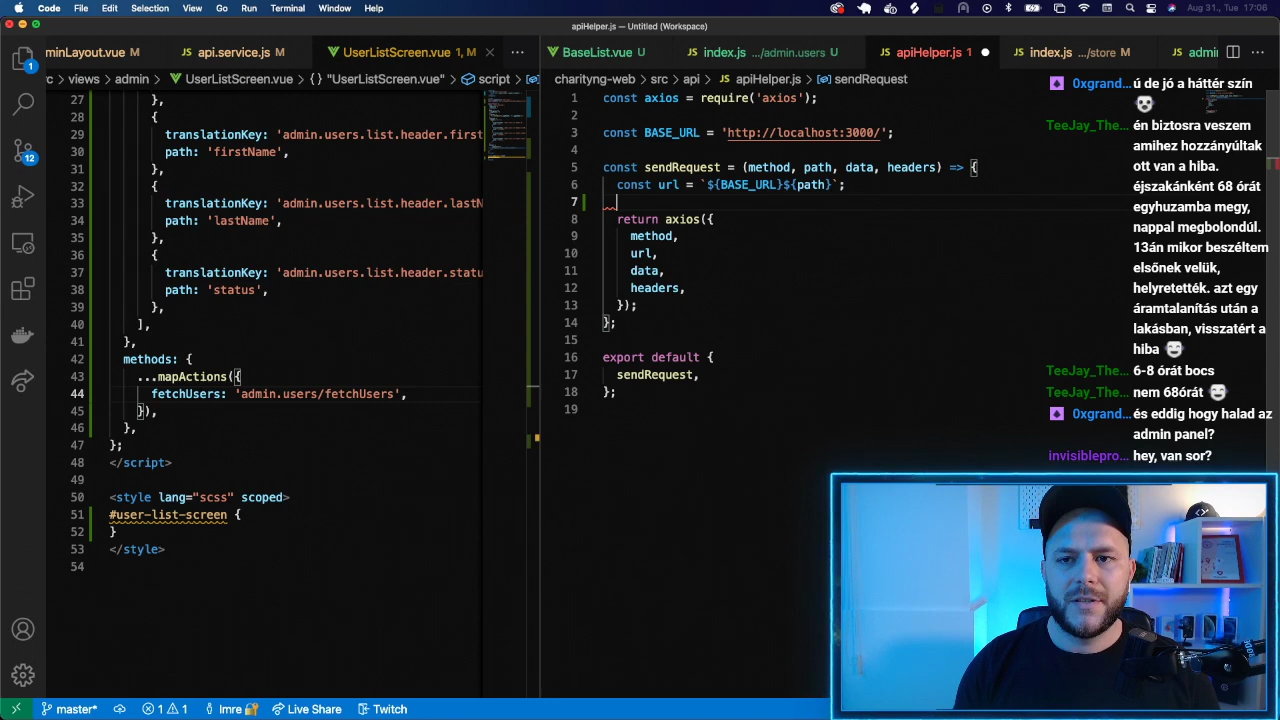 Code File Edit Selection View Go Run Terminal Window Help
Aug 31., Tue 17:06
apiHelper.js — Untitled (Workspace)
minLayout.vue M
api.service.js M
UserListScreen.vue 1, M
BaseList.vue U
index.js .../admin.users U
apiHelper.js 1
index.js .../store M
admin
views > admin > UserListScreen.vue > {} "UserListScreen.vue" > script >
charityng-web > src > api > apiHelper.js > sendRequest
27 },
28 {
29 translationKey: 'admin.users.list.header.first
30 path: 'firstName',
31 },
32 {
33 translationKey: 'admin.users.list.header.lastN
34 path: 'lastName',
35 },
36 {
37 translationKey: 'admin.users.list.header.statu
38 path: 'status',
39 },
40 ],
41 },
42 methods: {
43 ...mapActions({
44 fetchUsers: 'admin.users/fetchUsers',
45 }),
46 },
47 };
48 </script>
49
50 <style lang="scss" scoped>
51 #user-list-screen {
52 }
53 </style>
54
1 const axios = require('axios');
2
3 const BASE_URL = 'http://localhost:3000/';
4
5 const sendRequest = (method, path, data, headers) => {
6 const url = `${BASE_URL}${path}`;
7
8 return axios({
9 method,
10 url,
11 data,
12 headers,
13 });
14 };
15
16 export default {
17 sendRequest,
18 };
19
0xgrand... ú de jó a háttér szín
TeeJay_The... én biztosra veszem
amihez hozzányúltak
ott van a hiba.
éjszakánként 68 órát
egyhuzamba megy,
nappal megbolondúl.
13án mikor beszéltem
elsőnek velük,
helyretették. azt egy
áramtalanítás után a
lakásban, visszatért a
hiba
TeeJay_The... 6-8 órát bocs
TeeJay_The... nem 68órát
0xgrand... és eddig hogy halad az
admin panel?
invisiblepro... hey, van sor?
1
12
master* 1 1 Imre Live Share Twitch